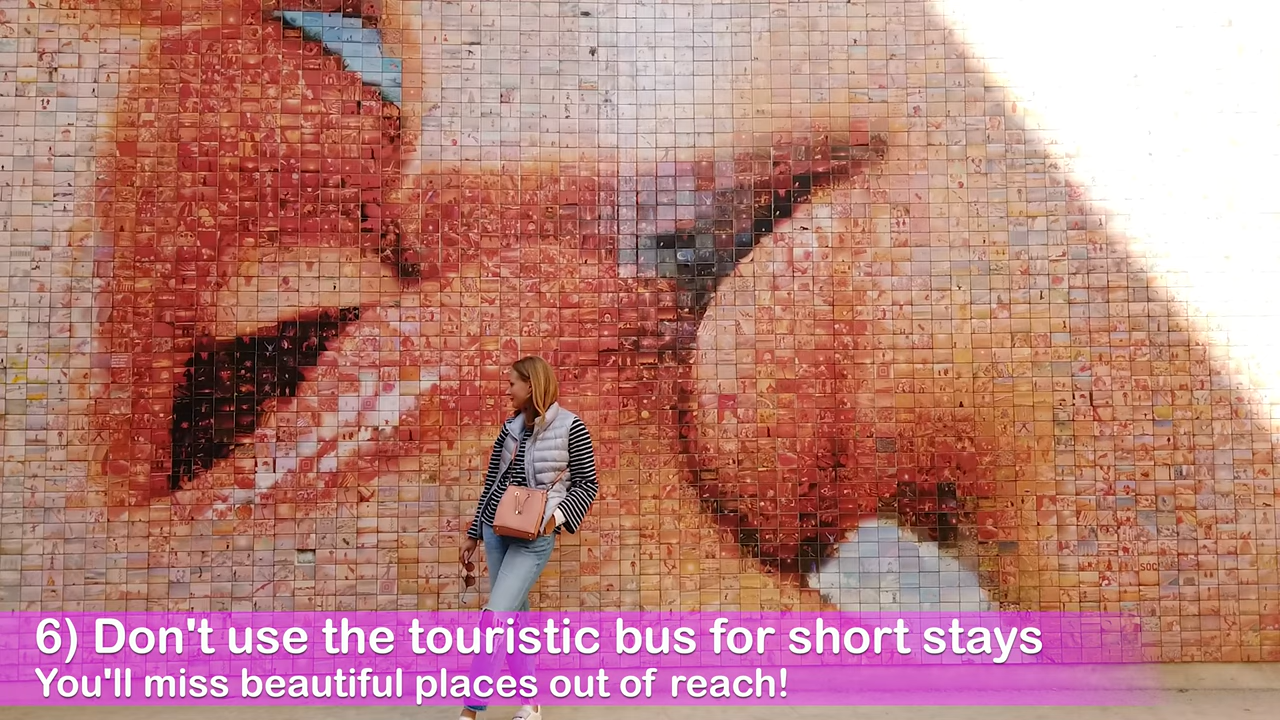 6) Don't use the touristic bus for short stays
You'll miss beautiful places out of reach!